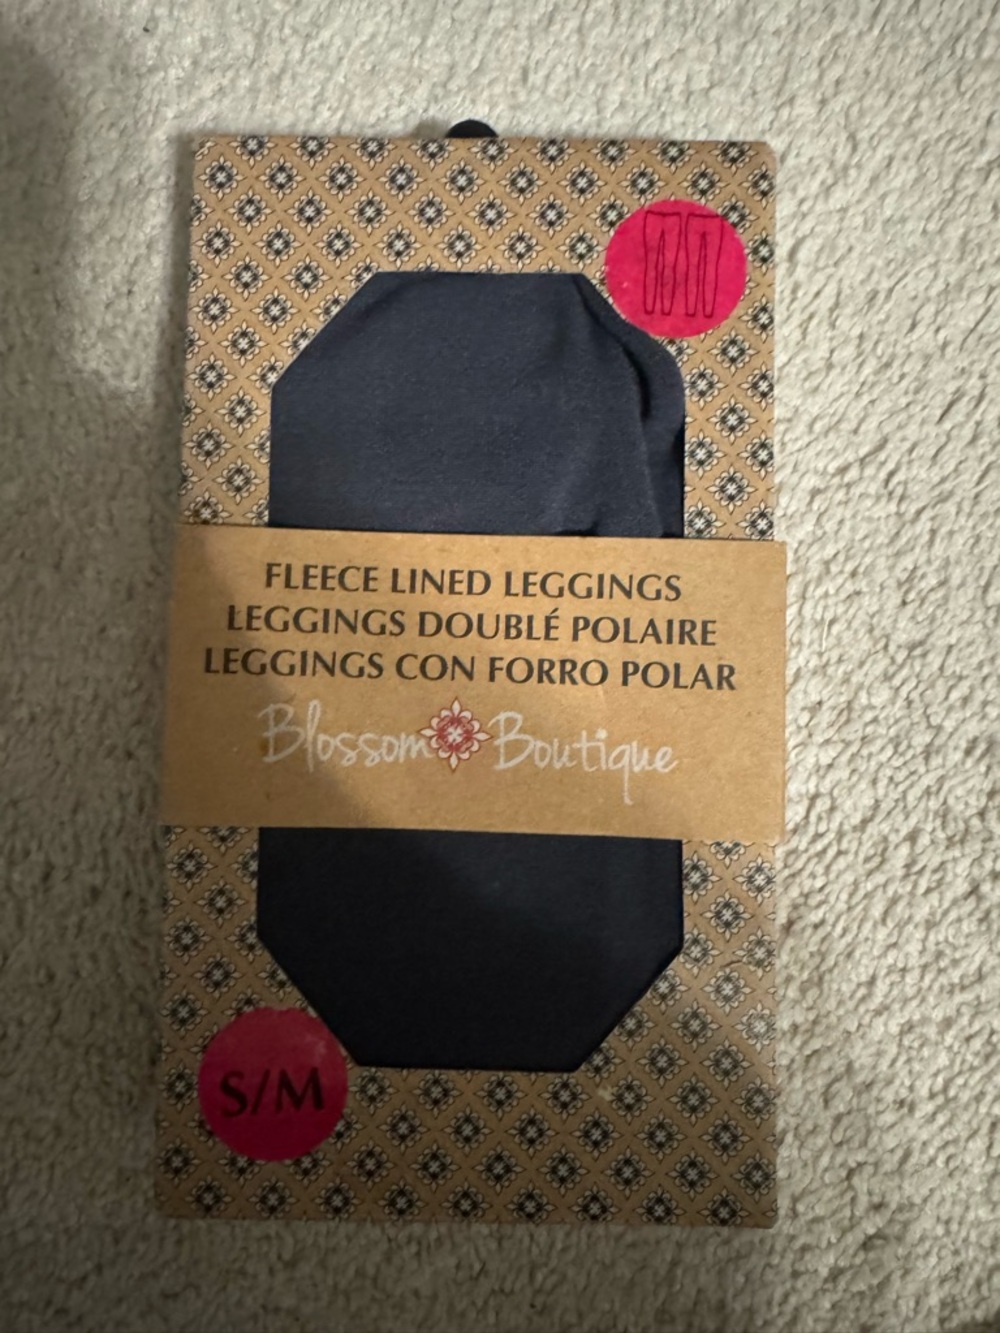 FLEECE LINED LEGGINGS
LEGGINGS DOUBLÉ POLAIRE
LEGGINGS CON FORRO POLAR
Blossom Boutique
S/M